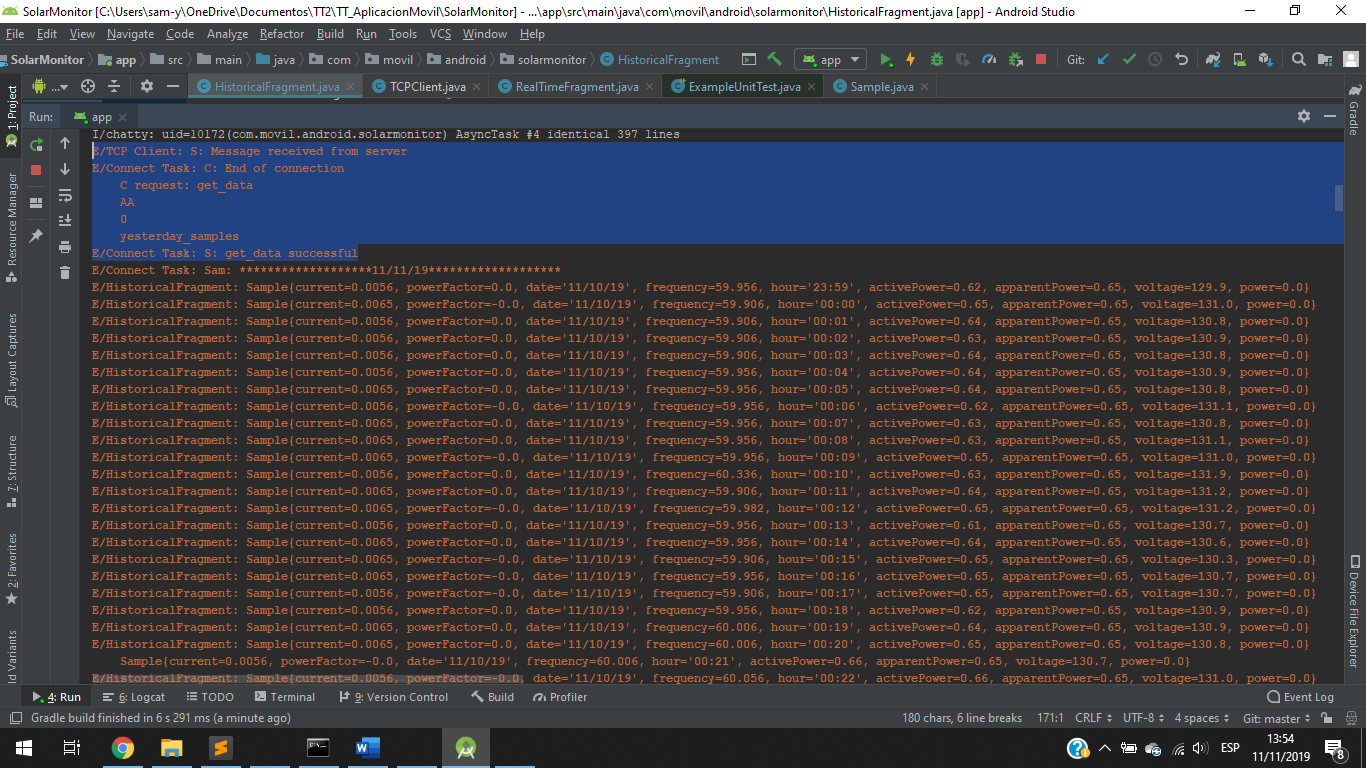 SolarMonitor [C:\Users\sam-y\OneDrive\Documentos\TT2\TT_AplicacionMovil\SolarMonitor] - ...\app\src\main\java\com\movil\android\solarmonitor\HistoricalFragment.java [app] - Android Studio
File Edit View Navigate Code Analyze Refactor Build Run Tools VCS Window Help
SolarMonitor app src main java com movil android solarmonitor HistoricalFragment app Git:
... HistoricalFragment.java TCPClient.java RealTimeFragment.java ExampleUnitTest.java Sample.java
Run: app
I/chatty: uid=10172(com.movil.android.solarmonitor) AsyncTask #4 identical 397 lines
E/TCP Client: S: Message received from server
E/Connect Task: C: End of connection
C request: get_data
AA
0
yesterday_samples
E/Connect Task: S: get_data successful
E/Connect Task: Sam: *******************11/11/19*******************
E/HistoricalFragment: Sample{current=0.0056, powerFactor=0.0, date='11/10/19', frequency=59.956, hour='23:59', activePower=0.62, apparentPower=0.65, voltage=129.9, power=0.0}
E/HistoricalFragment: Sample{current=0.0056, powerFactor=-0.0, date='11/10/19', frequency=59.906, hour='00:00', activePower=0.65, apparentPower=0.65, voltage=131.0, power=0.0}
E/HistoricalFragment: Sample{current=0.0056, powerFactor=0.0, date='11/10/19', frequency=59.906, hour='00:01', activePower=0.64, apparentPower=0.65, voltage=130.8, power=0.0}
E/HistoricalFragment: Sample{current=0.0065, powerFactor=0.0, date='11/10/19', frequency=59.906, hour='00:02', activePower=0.63, apparentPower=0.65, voltage=130.9, power=0.0}
E/HistoricalFragment: Sample{current=0.0056, powerFactor=0.0, date='11/10/19', frequency=59.906, hour='00:03', activePower=0.64, apparentPower=0.65, voltage=130.8, power=0.0}
E/HistoricalFragment: Sample{current=0.0056, powerFactor=0.0, date='11/10/19', frequency=59.956, hour='00:04', activePower=0.64, apparentPower=0.65, voltage=130.9, power=0.0}
E/HistoricalFragment: Sample{current=0.0065, powerFactor=0.0, date='11/10/19', frequency=59.906, hour='00:05', activePower=0.64, apparentPower=0.65, voltage=130.8, power=0.0}
E/HistoricalFragment: Sample{current=0.0056, powerFactor=-0.0, date='11/10/19', frequency=59.956, hour='00:06', activePower=0.62, apparentPower=0.65, voltage=131.1, power=0.0}
E/HistoricalFragment: Sample{current=0.0065, powerFactor=0.0, date='11/10/19', frequency=59.956, hour='00:07', activePower=0.63, apparentPower=0.65, voltage=130.8, power=0.0}
E/HistoricalFragment: Sample{current=0.0056, powerFactor=0.0, date='11/10/19', frequency=59.956, hour='00:08', activePower=0.63, apparentPower=0.65, voltage=131.1, power=0.0}
E/HistoricalFragment: Sample{current=0.0065, powerFactor=-0.0, date='11/10/19', frequency=59.956, hour='00:09', activePower=0.65, apparentPower=0.65, voltage=131.0, power=0.0}
E/HistoricalFragment: Sample{current=0.0056, powerFactor=0.0, date='11/10/19', frequency=60.336, hour='00:10', activePower=0.63, apparentPower=0.65, voltage=131.9, power=0.0}
E/HistoricalFragment: Sample{current=0.0065, powerFactor=0.0, date='11/10/19', frequency=59.906, hour='00:11', activePower=0.64, apparentPower=0.65, voltage=131.2, power=0.0}
E/HistoricalFragment: Sample{current=0.0056, powerFactor=-0.0, date='11/10/19', frequency=59.982, hour='00:12', activePower=0.65, apparentPower=0.65, voltage=131.2, power=0.0}
E/HistoricalFragment: Sample{current=0.0056, powerFactor=0.0, date='11/10/19', frequency=59.956, hour='00:13', activePower=0.61, apparentPower=0.65, voltage=130.7, power=0.0}
E/HistoricalFragment: Sample{current=0.0056, powerFactor=0.0, date='11/10/19', frequency=59.956, hour='00:14', activePower=0.64, apparentPower=0.65, voltage=130.6, power=0.0}
E/HistoricalFragment: Sample{current=0.0056, powerFactor=-0.0, date='11/10/19', frequency=59.906, hour='00:15', activePower=0.65, apparentPower=0.65, voltage=130.3, power=0.0}
E/HistoricalFragment: Sample{current=0.0056, powerFactor=0.0, date='11/10/19', frequency=59.956, hour='00:16', activePower=0.64, apparentPower=0.65, voltage=130.7, power=0.0}
E/HistoricalFragment: Sample{current=0.0056, powerFactor=-0.0, date='11/10/19', frequency=59.906, hour='00:17', activePower=0.65, apparentPower=0.65, voltage=130.7, power=0.0}
E/HistoricalFragment: Sample{current=0.0056, powerFactor=0.0, date='11/10/19', frequency=59.956, hour='00:18', activePower=0.62, apparentPower=0.65, voltage=130.9, power=0.0}
E/HistoricalFragment: Sample{current=0.0056, powerFactor=0.0, date='11/10/19', frequency=60.006, hour='00:19', activePower=0.64, apparentPower=0.65, voltage=130.9, power=0.0}
E/HistoricalFragment: Sample{current=0.0065, powerFactor=-0.0, date='11/10/19', frequency=60.006, hour='00:20', activePower=0.65, apparentPower=0.65, voltage=130.8, power=0.0}
Sample{current=0.0056, powerFactor=-0.0, date='11/10/19', frequency=60.006, hour='00:21', activePower=0.66, apparentPower=0.65, voltage=130.7, power=0.0}
E/HistoricalFragment: Sample{current=0.0056, powerFactor=-0.0, date='11/10/19', frequency=60.056, hour='00:22', activePower=0.66, apparentPower=0.65, voltage=131.0, power=0.0}
1: Project
Resource Manager
Layout Captures
7: Structure
2: Favorites
ld Variants
Gradle
Device File Explorer
4: Run 6: Logcat TODO Terminal 9: Version Control Build Profiler Event Log
Gradle build finished in 6 s 291 ms (a minute ago) 180 chars, 6 line breaks 171:1 CRLF UTF-8 4 spaces Git: master
ESP 13:54
11/11/2019 8